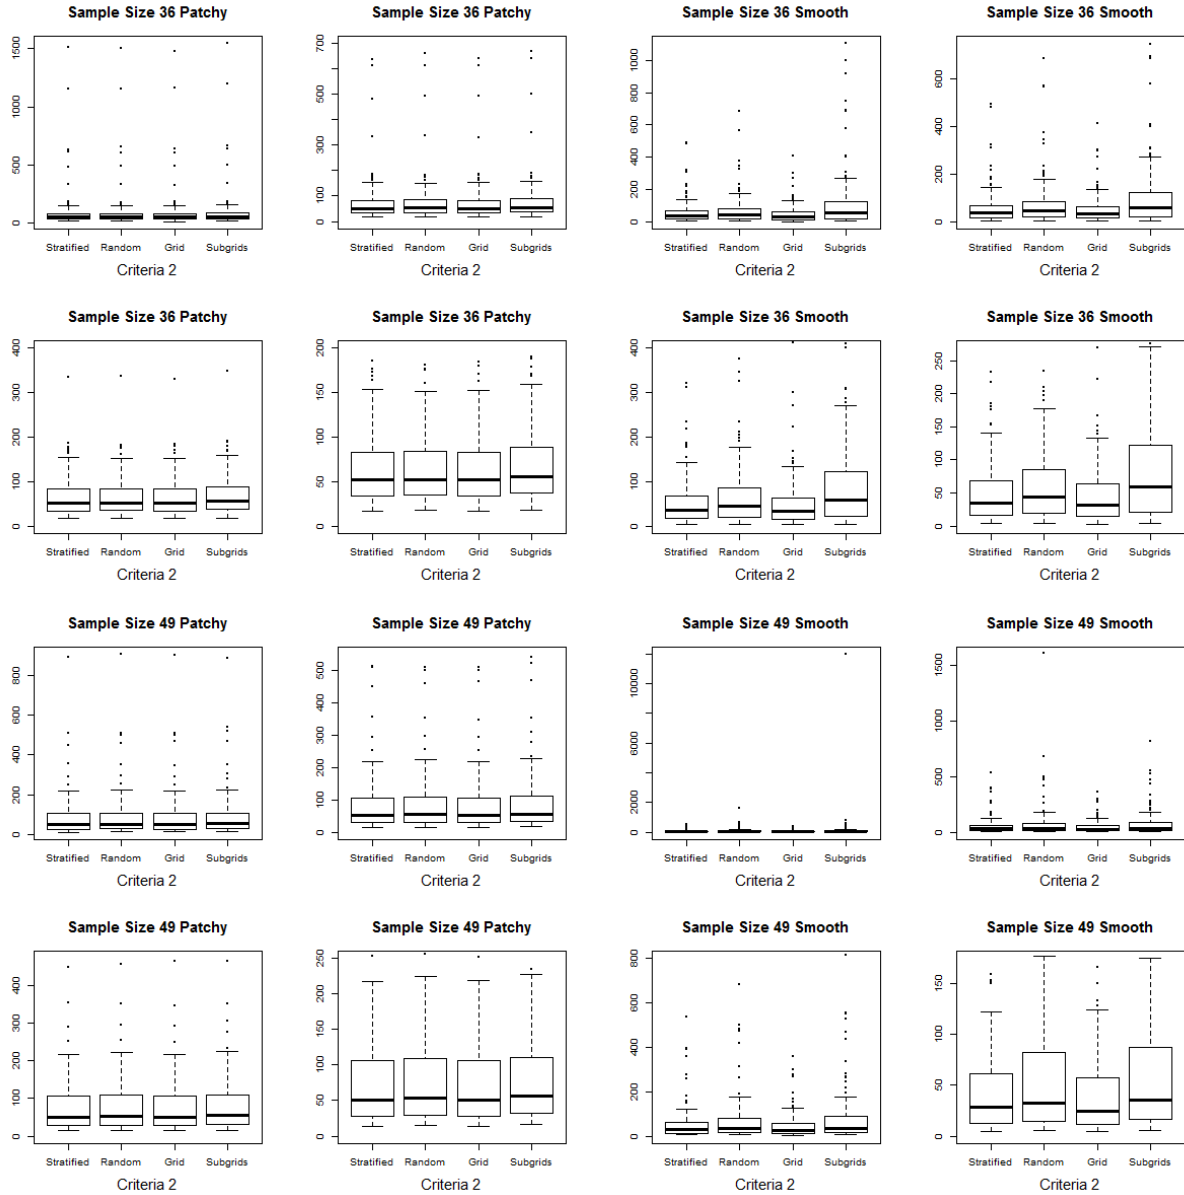 Sample Size 36 Patchy
Sample Size 36 Patchy
Sample Size 36 Smooth
Sample Size 36 Smooth
0 500 1000 1500
0 100 300 500 700
0 200 400 600 800 1000
0 200 400 600
Stratified Random Grid Subgrids
Stratified Random Grid Subgrids
Stratified Random Grid Subgrids
Stratified Random Grid Subgrids
Criteria 2
Criteria 2
Criteria 2
Criteria 2
Sample Size 36 Patchy
Sample Size 36 Patchy
Sample Size 36 Smooth
Sample Size 36 Smooth
0 100 200 300 400
0 50 100 150 200
0 100 200 300 400
0 50 100 150 200 250
Stratified Random Grid Subgrids
Stratified Random Grid Subgrids
Stratified Random Grid Subgrids
Stratified Random Grid Subgrids
Criteria 2
Criteria 2
Criteria 2
Criteria 2
Sample Size 49 Patchy
Sample Size 49 Patchy
Sample Size 49 Smooth
Sample Size 49 Smooth
0 200 400 600 800
0 100 200 300 400 500
0 2000 6000 10000
0 500 1000 1500
Stratified Random Grid Subgrids
Stratified Random Grid Subgrids
Stratified Random Grid Subgrids
Stratified Random Grid Subgrids
Criteria 2
Criteria 2
Criteria 2
Criteria 2
Sample Size 49 Patchy
Sample Size 49 Patchy
Sample Size 49 Smooth
Sample Size 49 Smooth
0 100 200 300 400
0 50 100 150 200 250
0 200 400 600 800
0 50 100 150
Stratified Random Grid Subgrids
Stratified Random Grid Subgrids
Stratified Random Grid Subgrids
Stratified Random Grid Subgrids
Criteria 2
Criteria 2
Criteria 2
Criteria 2